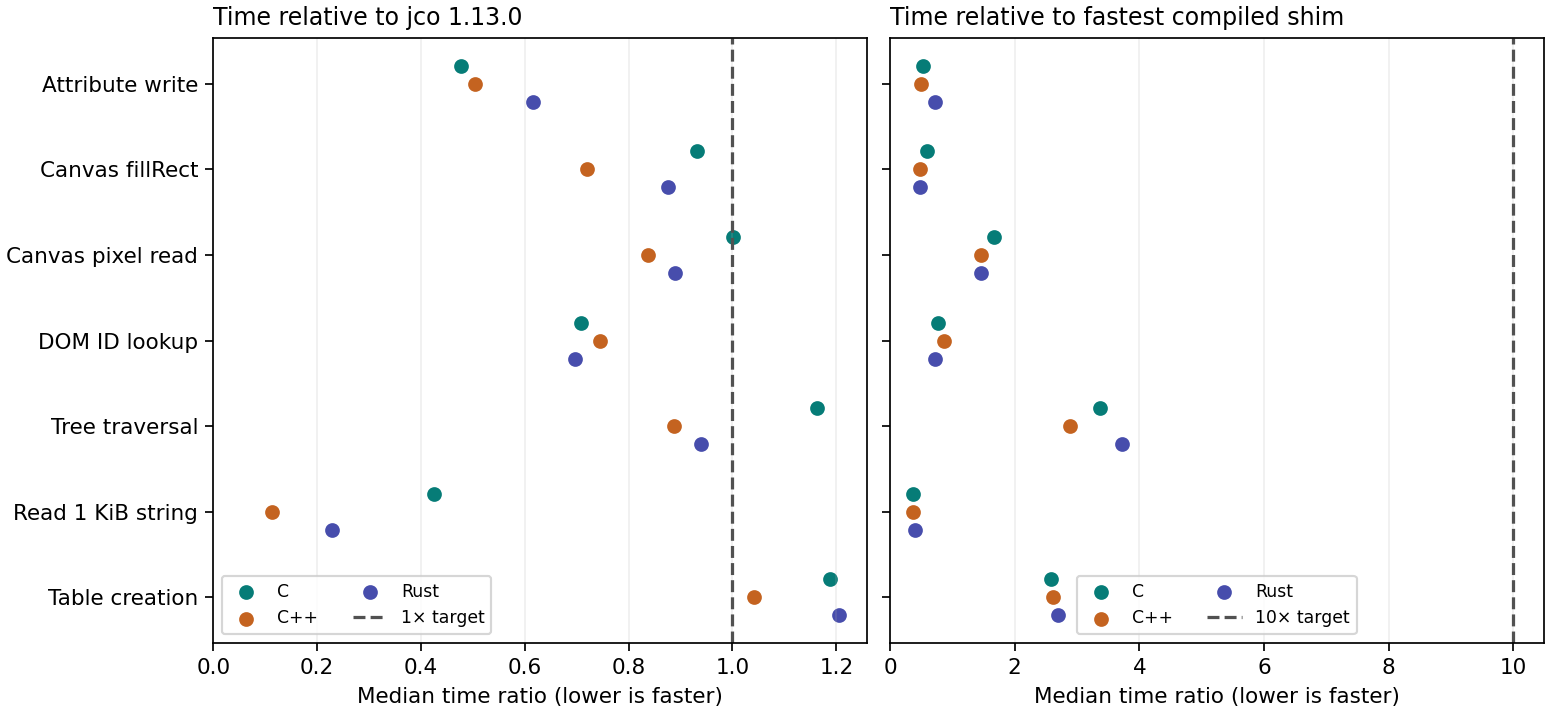 Time relative to jco 1.13.0
Attribute write
Canvas fillRect
Canvas pixel read
DOM ID lookup
Tree traversal
Read 1 KiB string
Table creation
C
C++
Rust
1× target
0.0 0.2 0.4 0.6 0.8 1.0 1.2
Median time ratio (lower is faster)
Time relative to fastest compiled shim
C
C++
Rust
10× target
0 2 4 6 8 10
Median time ratio (lower is faster)